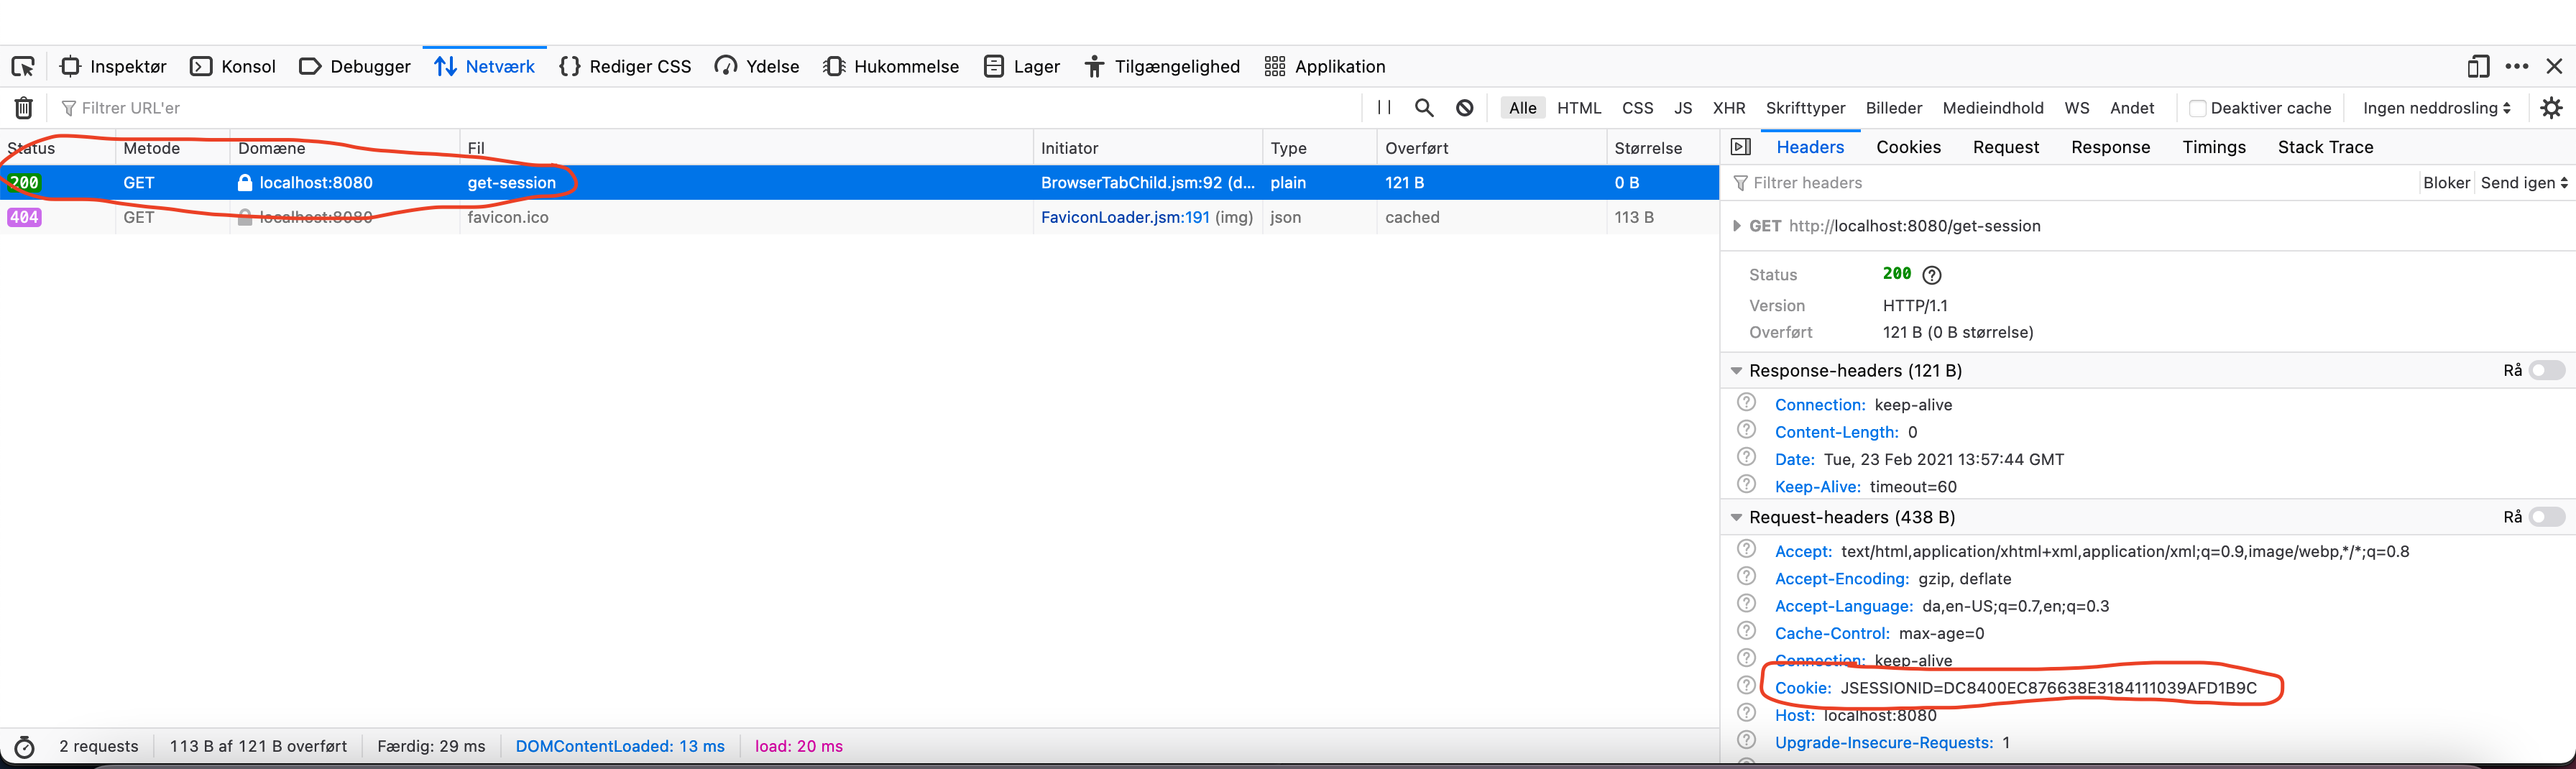 Inspektør Konsol Debugger Netværk Rediger CSS Ydelse Hukommelse Lager Tilgængelighed Applikation
Filtrer URL'er Alle HTML CSS JS XHR Skrifttyper Billeder Medieindhold WS Andet Deaktiver cache Ingen neddrosling
Status Metode Domæne Fil Initiator Type Overført Størrelse
200 GET localhost:8080 get-session BrowserTabChild.jsm:92 (d... plain 121 B 0 B
404 GET localhost:8080 favicon.ico FaviconLoader.jsm:191 (img) json cached 113 B
2 requests 113 B af 121 B overført Færdig: 29 ms DOMContentLoaded: 13 ms load: 20 ms
Headers Cookies Request Response Timings Stack Trace
Filtrer headers Bloker Send igen
GET http://localhost:8080/get-session
Status 200
Version HTTP/1.1
Overført 121 B (0 B størrelse)
Response-headers (121 B) Rå
Connection: keep-alive
Content-Length: 0
Date: Tue, 23 Feb 2021 13:57:44 GMT
Keep-Alive: timeout=60
Request-headers (438 B) Rå
Accept: text/html,application/xhtml+xml,application/xml;q=0.9,image/webp,*/*;q=0.8
Accept-Encoding: gzip, deflate
Accept-Language: da,en-US;q=0.7,en;q=0.3
Cache-Control: max-age=0
Connection: keep-alive
Cookie: JSESSIONID=DC8400EC876638E3184111039AFD1B9C
Host: localhost:8080
Upgrade-Insecure-Requests: 1